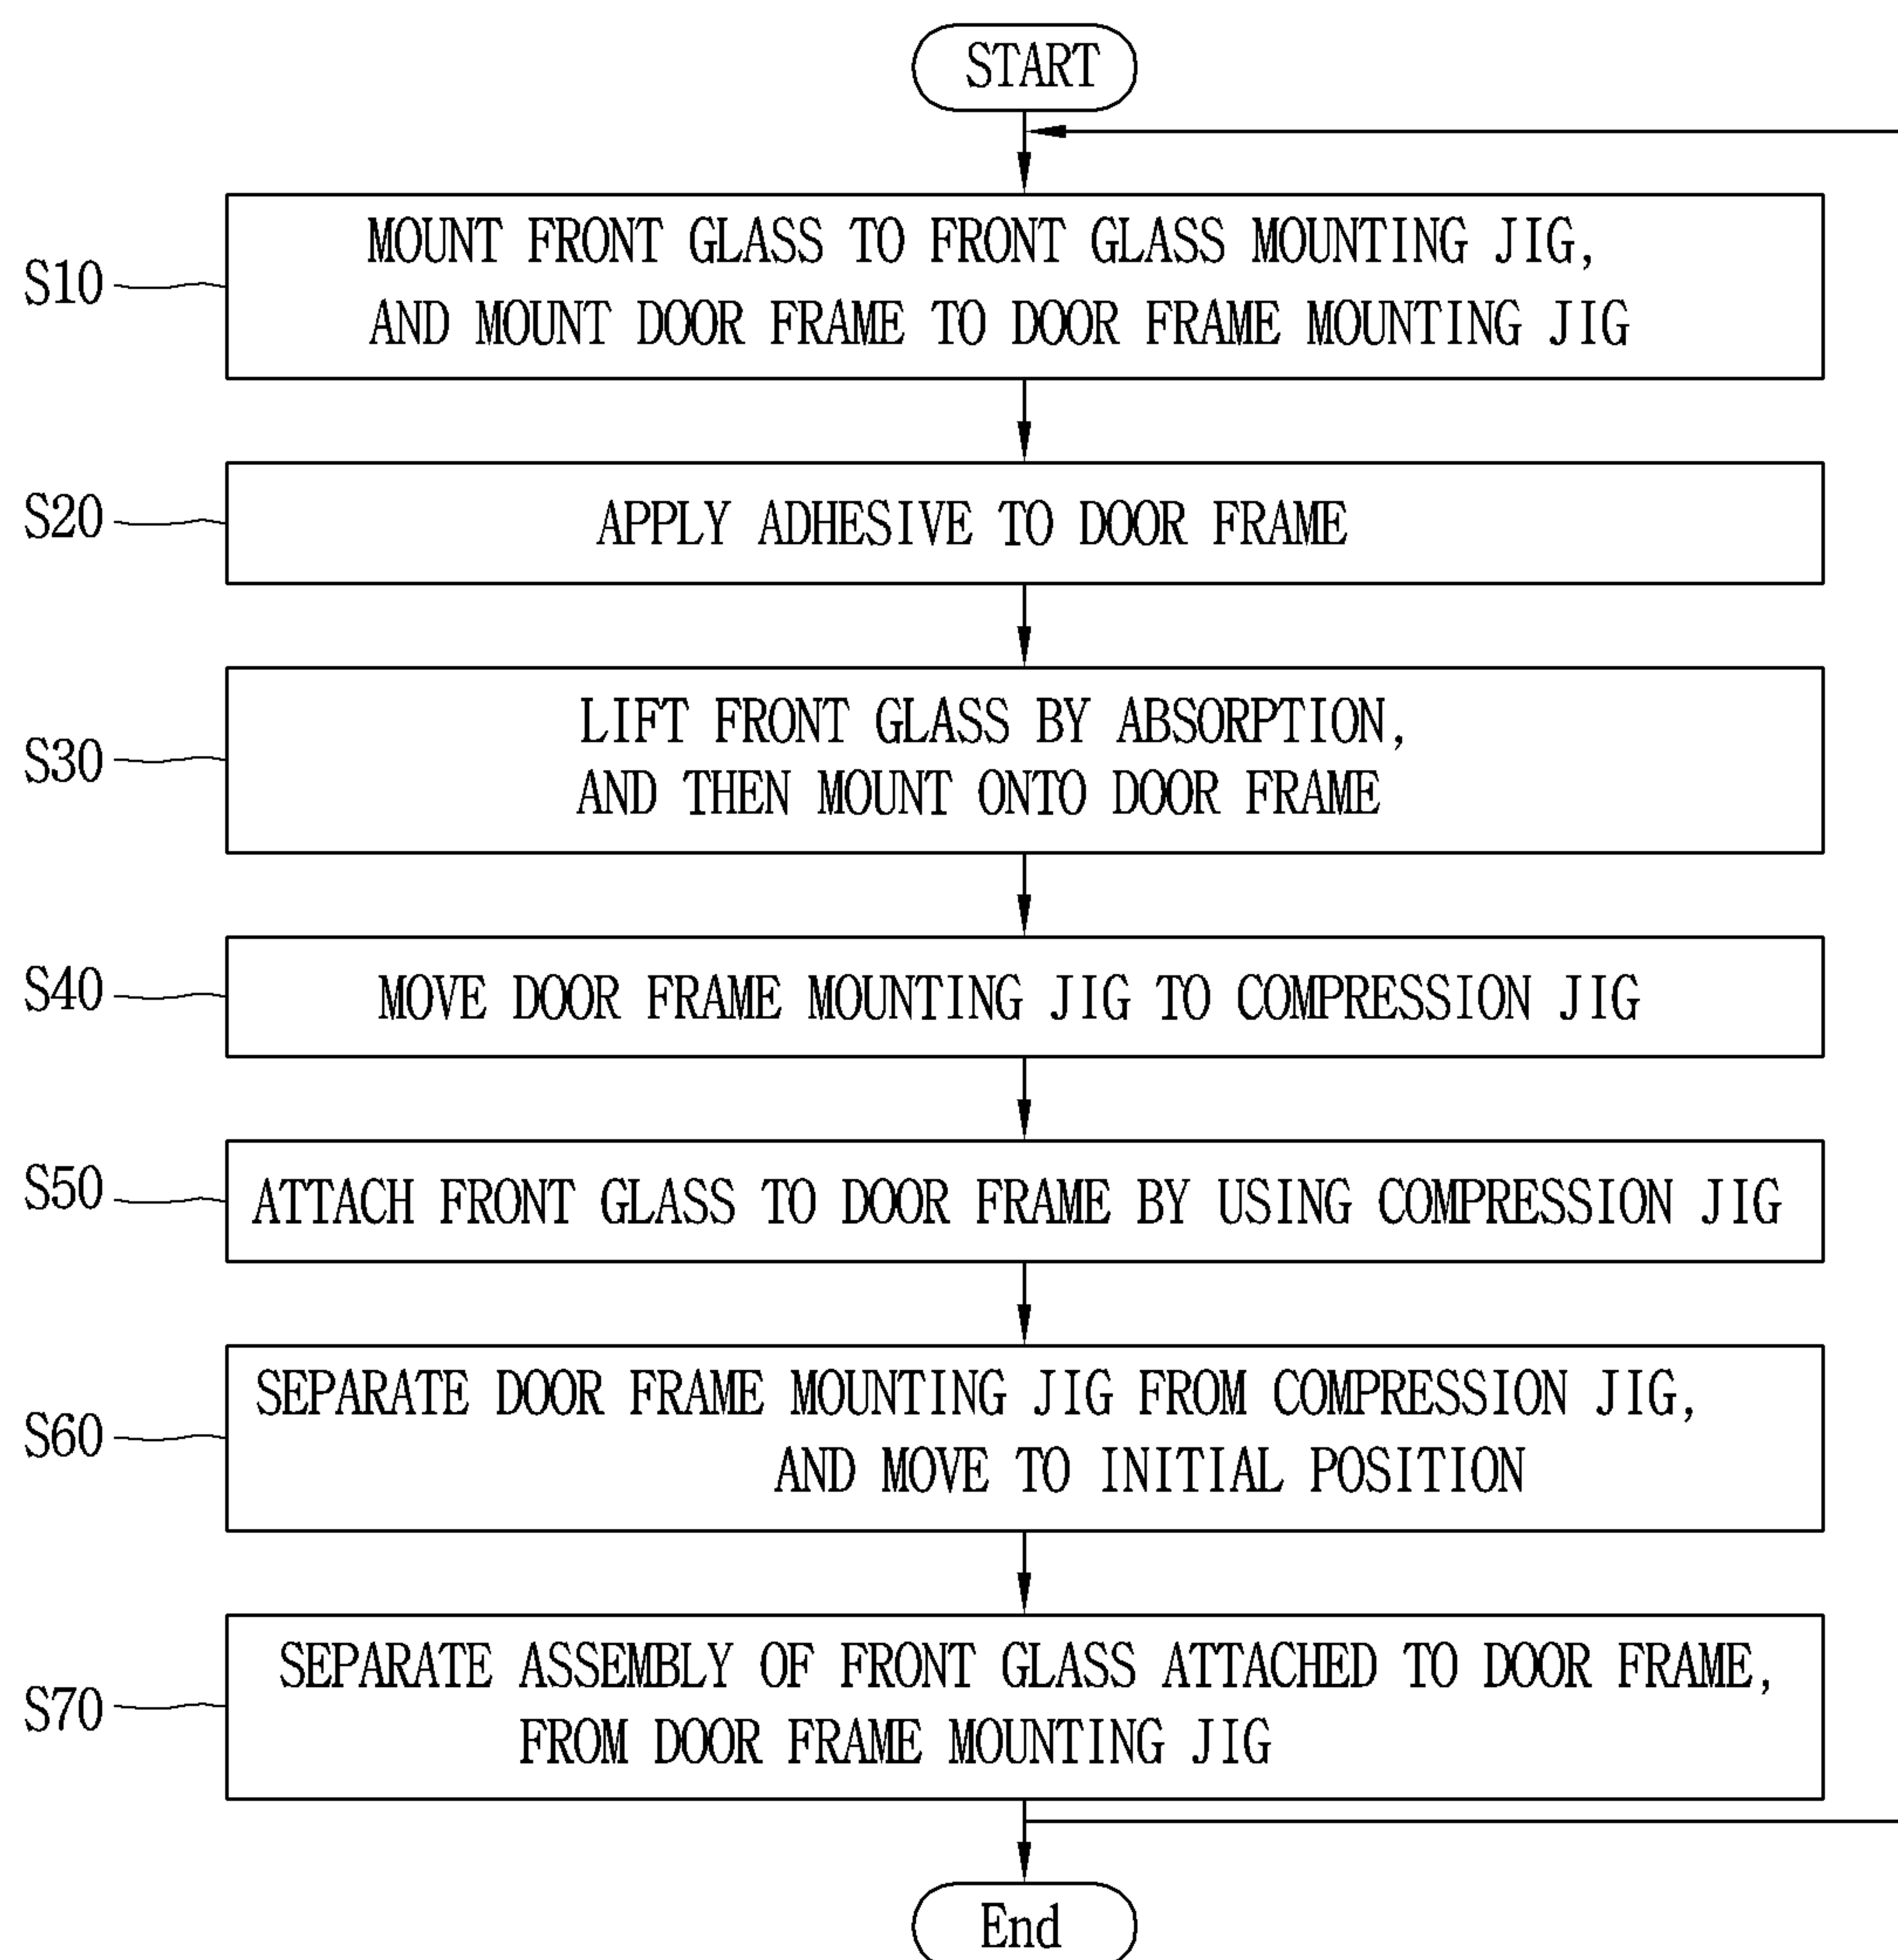 START
S10
MOUNT FRONT GLASS TO FRONT GLASS MOUNTING JIG,
AND MOUNT DOOR FRAME TO DOOR FRAME MOUNTING JIG
S20
APPLY ADHESIVE TO DOOR FRAME
S30
LIFT FRONT GLASS BY ABSORPTION,
AND THEN MOUNT ONTO DOOR FRAME
S40
MOVE DOOR FRAME MOUNTING JIG TO COMPRESSION JIG
S50
ATTACH FRONT GLASS TO DOOR FRAME BY USING COMPRESSION JIG
S60
SEPARATE DOOR FRAME MOUNTING JIG FROM COMPRESSION JIG,
AND MOVE TO INITIAL POSITION
S70
SEPARATE ASSEMBLY OF FRONT GLASS ATTACHED TO DOOR FRAME,
FROM DOOR FRAME MOUNTING JIG
End